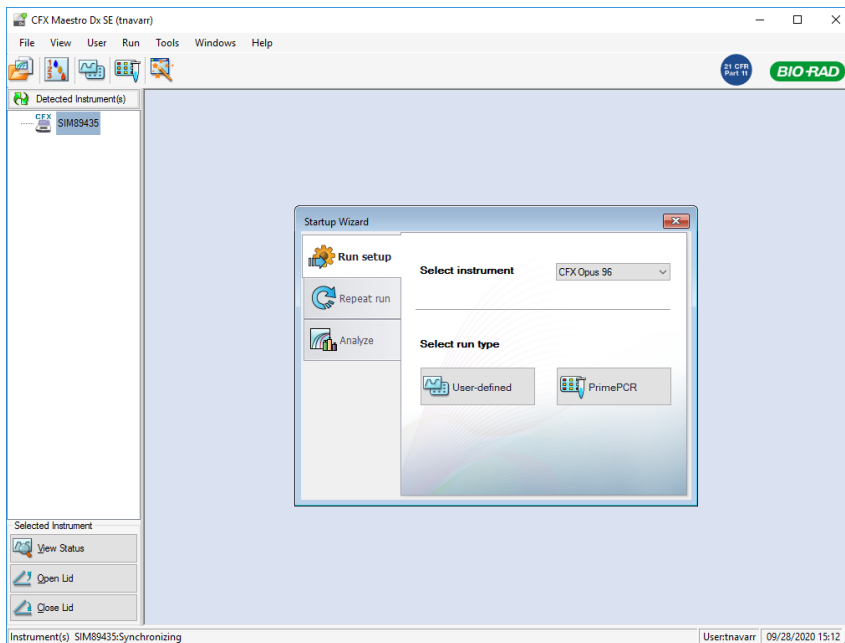 CFX Maestro Dx SE (tnavarr)
File View User Run Tools Windows Help
21 CFR
Part 11
BIO-RAD
Detected Instrument(s)
CFX
SIM89435
Startup Wizard
Run setup
Repeat run
Analyze
Select instrument
CFX Opus 96
Select run type
User-defined
PrimePCR
Selected Instrument
View Status
Open Lid
Close Lid
Instrument(s) SIM89435:Synchronizing
User:tnavarr 09/28/2020 15:12